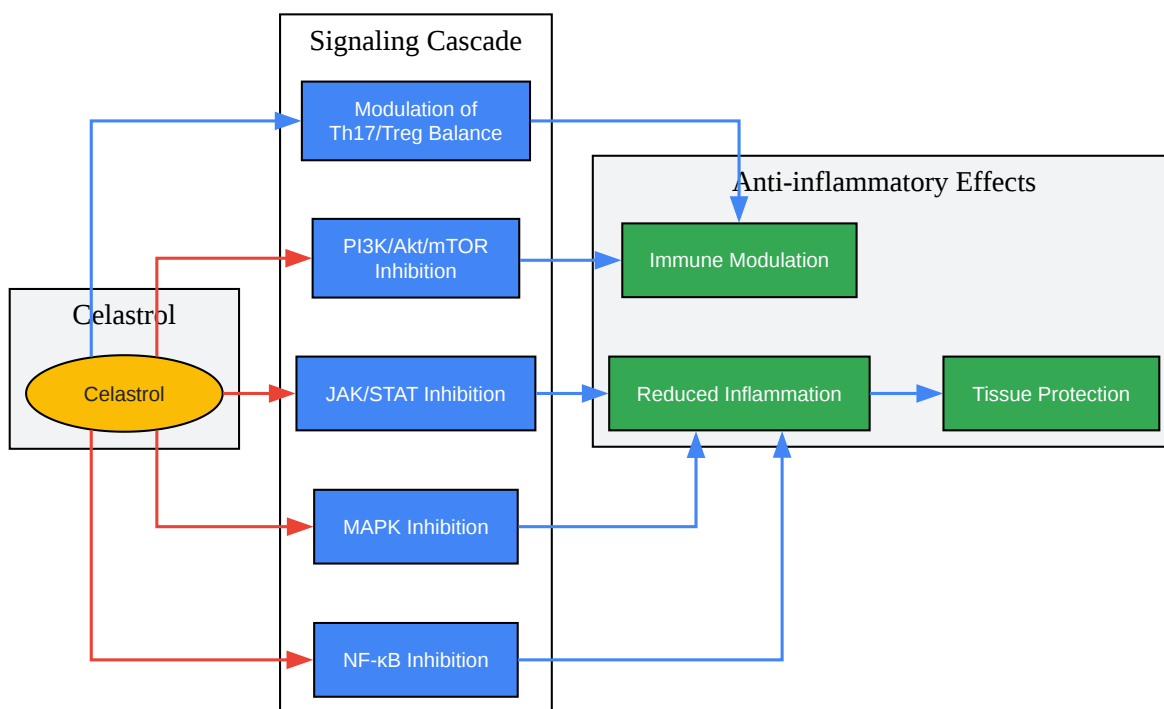 Signaling Cascade
Modulation of
Th17/Treg Balance
Anti-inflammatory Effects
PI3K/Akt/mTOR
Inhibition
Immune Modulation
Celastrol
Celastrol
JAK/STAT Inhibition
Reduced Inflammation
Tissue Protection
MAPK Inhibition
NF-κB Inhibition